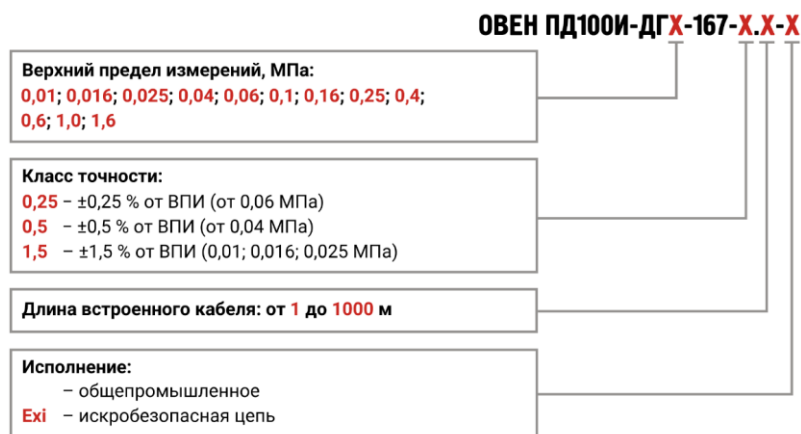 ОВЕН ПД100И-ДГX-167-X.X-X
Верхний предел измерений, МПа:
0,01; 0,016; 0,025; 0,04; 0,06; 0,1; 0,16; 0,25; 0,4;
0,6; 1,0; 1,6
Класс точности:
0,25 – ±0,25 % от ВПИ (от 0,06 МПа)
0,5 – ±0,5 % от ВПИ (от 0,04 МПа)
1,5 – ±1,5 % от ВПИ (0,01; 0,016; 0,025 МПа)
Длина встроенного кабеля: от 1 до 1000 м
Исполнение:
– общепромышленное
Exi – искробезопасная цепь